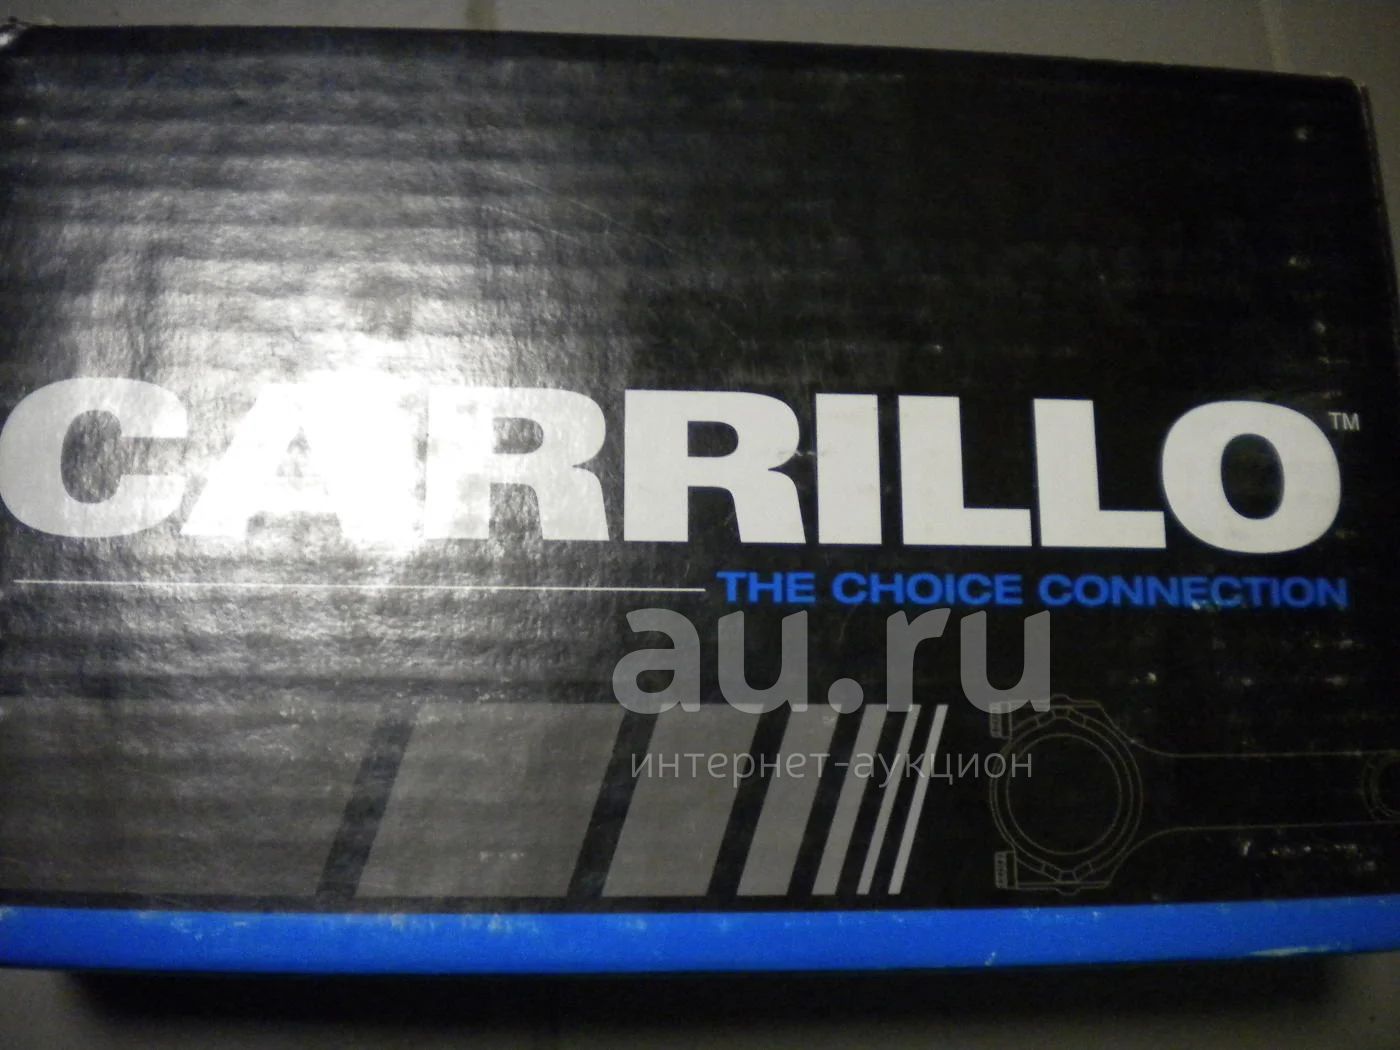 CARRILLO™
THE CHOICE CONNECTION
au.ru
интернет-аукцион